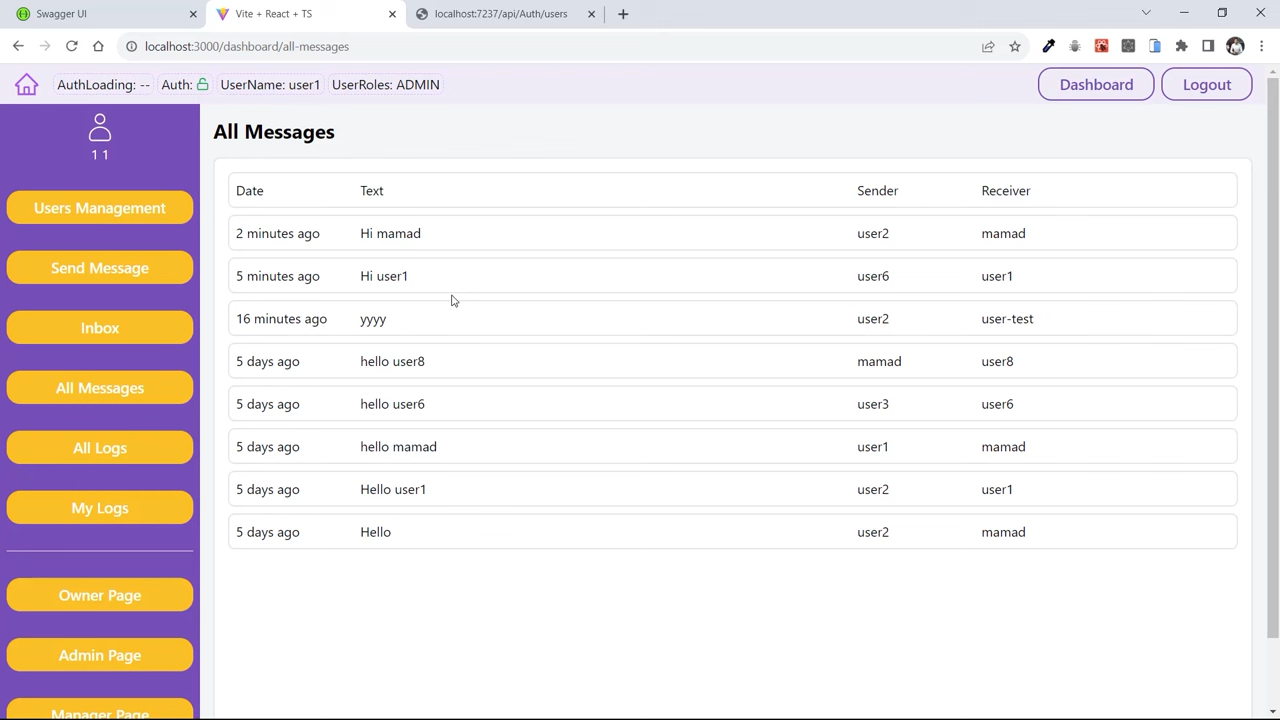 Swagger UI
Vite + React + TS
localhost:7237/api/Auth/users
localhost:3000/dashboard/all-messages
AuthLoading: --
Auth:
UserName: user1
UserRoles: ADMIN
Dashboard
Logout
1 1
Users Management
Send Message
Inbox
All Messages
All Logs
My Logs
Owner Page
Admin Page
Manager Page
All Messages
Date Text Sender Receiver
2 minutes ago Hi mamad user2 mamad
5 minutes ago Hi user1 user6 user1
16 minutes ago yyyy user2 user-test
5 days ago hello user8 mamad user8
5 days ago hello user6 user3 user6
5 days ago hello mamad user1 mamad
5 days ago Hello user1 user2 user1
5 days ago Hello user2 mamad